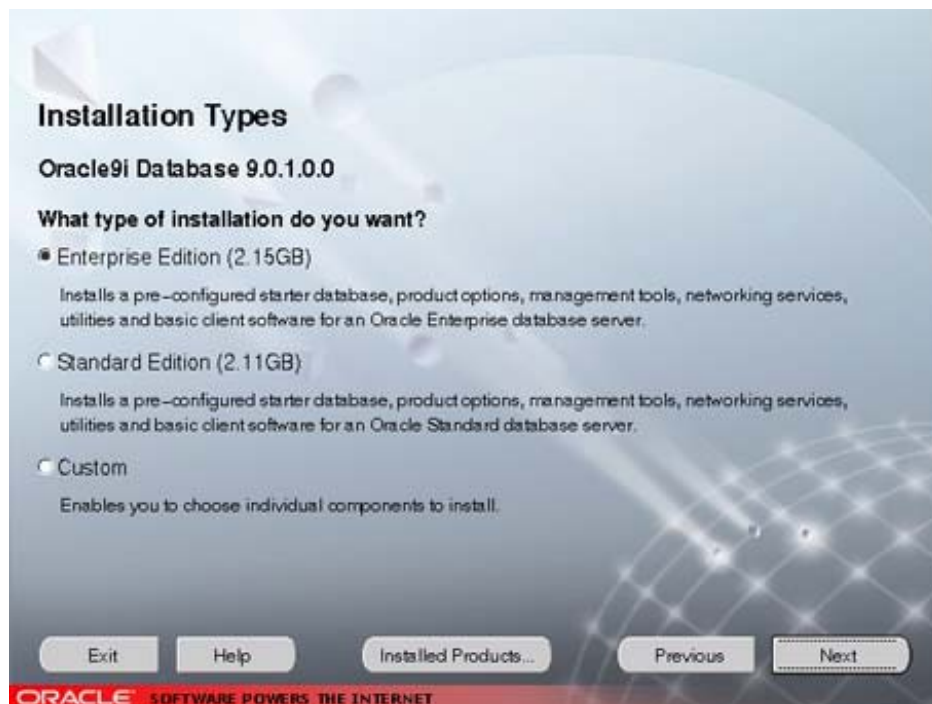 Installation Types
Oracle9i Database 9.0.1.0.0
What type of installation do you want?
Enterprise Edition (2.15GB)
Installs a pre-configured starter database, product options, management tools, networking services,
utilities and basic client software for an Oracle Enterprise database server.
Standard Edition (2.11GB)
Installs a pre-configured starter database, product options, management tools, networking services,
utilities and basic client software for an Oracle Standard database server.
Custom
Enables you to choose individual components to install.
Exit Help Installed Products... Previous Next
ORACLE SOFTWARE POWERS THE INTERNET